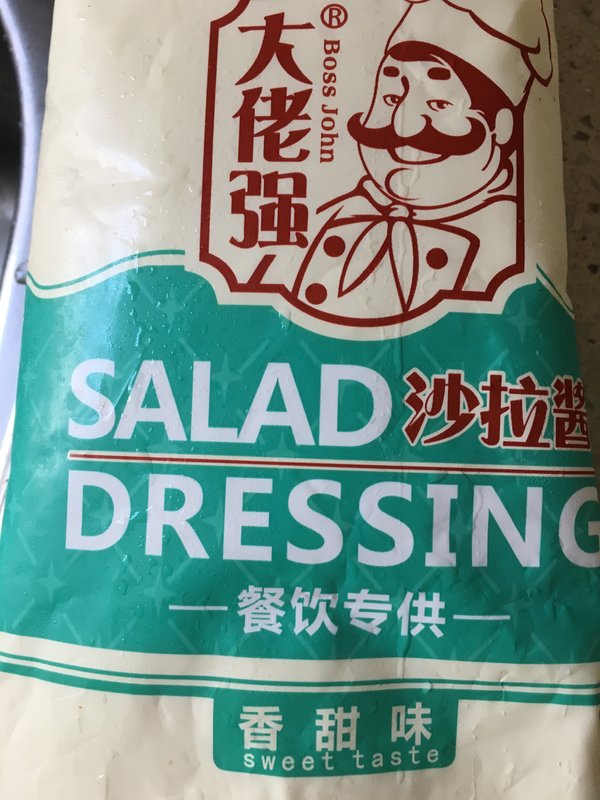 大佬强
® Boss John
SALAD 沙拉酱
DRESSING
餐饮专供
香甜味
sweet taste